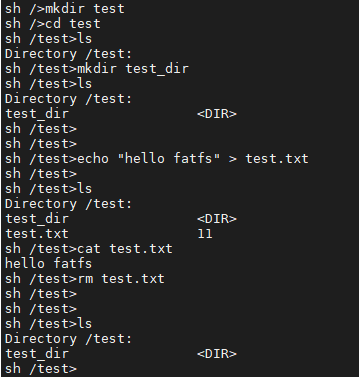 sh />mkdir test
sh />cd test
sh /test>ls
Directory /test:
sh /test>mkdir test_dir
sh /test>ls
Directory /test:
test_dir                <DIR>
sh /test>
sh /test>
sh /test>echo "hello fatfs" > test.txt
sh /test>
sh /test>ls
Directory /test:
test_dir                <DIR>
test.txt                11
sh /test>cat test.txt
hello fatfs
sh /test>rm test.txt
sh /test>
sh /test>
sh /test>ls
Directory /test:
test_dir                <DIR>
sh /test>